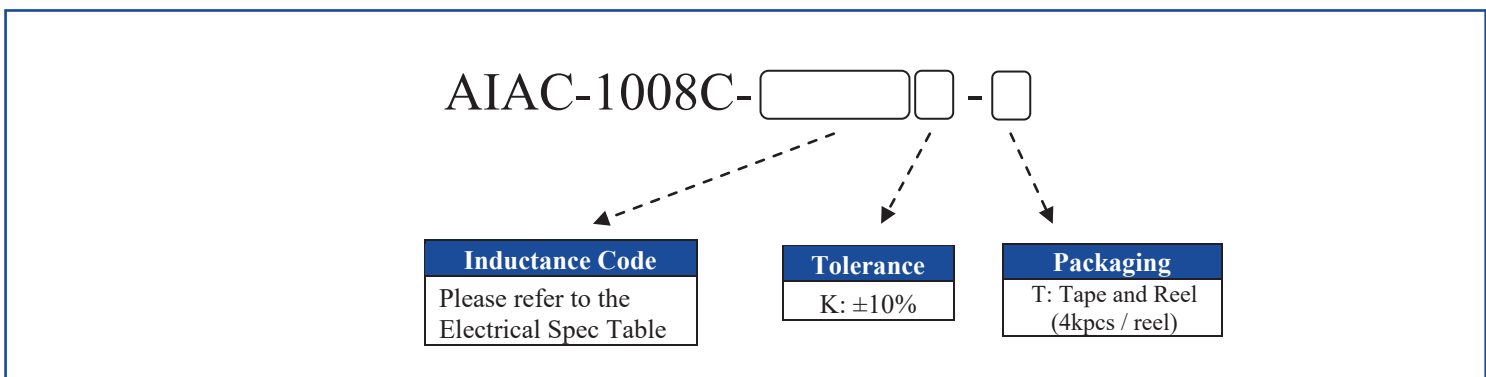 AIAC-1008C- -
Inductance Code
Please refer to the
Electrical Spec Table
Tolerance
K: ±10%
Packaging
T: Tape and Reel
(4kpcs / reel)